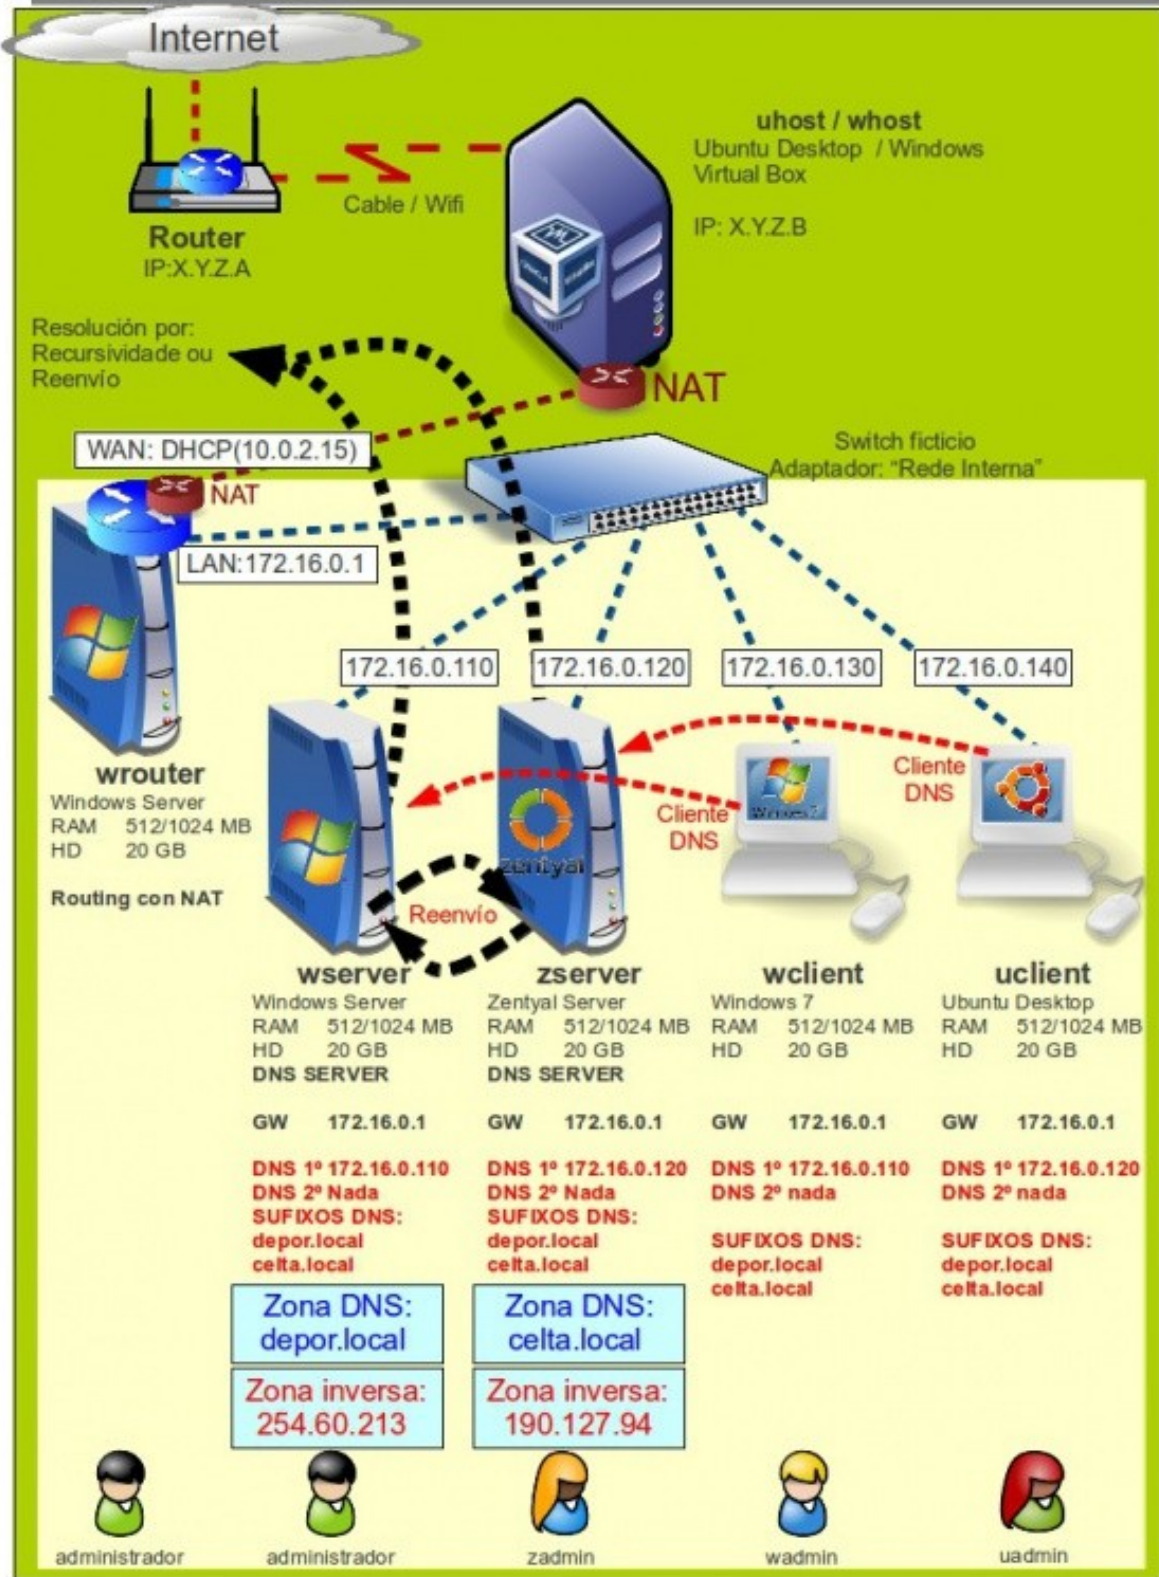 Internet
uhost / whost
Ubuntu Desktop / Windows
Virtual Box
IP: X.Y.Z.B
Cable / Wifi
Router
IP:X.Y.Z.A
Resolución por:
Recursividade ou
Reenvío
NAT
WAN: DHCP(10.0.2.15)
Switch ficticio
Adaptador: "Rede Interna"
NAT
LAN:172.16.0.1
172.16.0.110
172.16.0.120
172.16.0.130
172.16.0.140
wrouter
Windows Server
RAM 512/1024 MB
HD 20 GB
Routing con NAT
Cliente
DNS
Cliente
DNS
Windows 7
zentyal
Reenvío
wserver
Windows Server
RAM 512/1024 MB
HD 20 GB
DNS SERVER
GW 172.16.0.1
DNS 1º 172.16.0.110
DNS 2º Nada
SUFIXOS DNS:
depor.local
celta.local
Zona DNS:
depor.local
Zona inversa:
254.60.213
zserver
Zentyal Server
RAM 512/1024 MB
HD 20 GB
DNS SERVER
GW 172.16.0.1
DNS 1º 172.16.0.120
DNS 2º Nada
SUFIXOS DNS:
depor.local
celta.local
Zona DNS:
celta.local
Zona inversa:
190.127.94
wclient
Windows 7
RAM 512/1024 MB
HD 20 GB
GW 172.16.0.1
DNS 1º 172.16.0.110
DNS 2º nada
SUFIXOS DNS:
depor.local
celta.local
uclient
Ubuntu Desktop
RAM 512/1024 MB
HD 20 GB
GW 172.16.0.1
DNS 1º 172.16.0.120
DNS 2º nada
SUFIXOS DNS:
depor.local
celta.local
administrador
administrador
zadmin
wadmin
uadmin